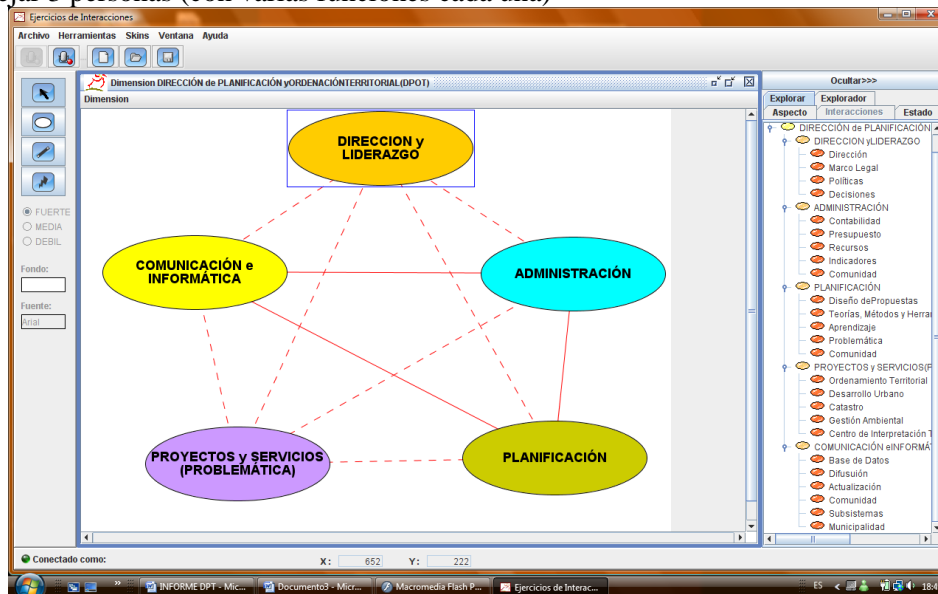 ejar 5 personas (con varias funciones cada una)
Ejercicios de Interacciones
Archivo Herramientas Skins Ventana Ayuda
Dimension DIRECCIÓN de PLANIFICACIÓN yORDENACIÓNTERRITORIAL(DPOT)
Dimension
FUERTE
MEDIA
DEBIL
Fondo:
Fuente:
Arial
DIRECCION y
LIDERAZGO
COMUNICACIÓN e
INFORMÁTICA
ADMINISTRACIÓN
PROYECTOS y SERVICIOS
(PROBLEMÁTICA)
PLANIFICACIÓN
Ocultar>>>
Explorar Explorador
Aspecto Interacciones Estado
DIRECCIÓN de PLANIFICACIÓN
DIRECCION yLIDERAZGO
Dirección
Marco Legal
Políticas
Decisiones
ADMINISTRACIÓN
Contabilidad
Presupuesto
Recursos
Indicadores
Comunidad
PLANIFICACIÓN
Diseño dePropuestas
Teorías, Métodos y Herrar
Aprendizaje
Problemática
Comunidad
PROYECTOS y SERVICIOS(P
Ordenamiento Territorial
Desarrollo Urbano
Catastro
Gestión Ambiental
Centro de Interpretación T
COMUNICACIÓN eINFORMÁ
Base de Datos
Difusuión
Actualización
Comunidad
Subsistemas
Municipalidad
Conectado como:
X: 652 Y: 222
INFORME DPT - Mic...
Documento3 - Micr...
Macromedia Flash P...
Ejercicios de Interac...
ES
18:4